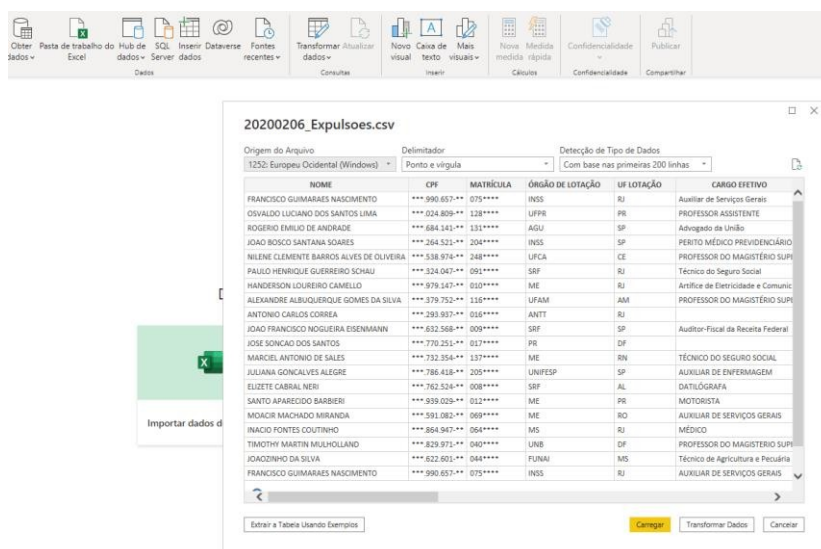 Obter dados
Pasta de trabalho do Excel
Hub de dados
SQL Server
Inserir dados
Dataverse
Fontes recentes
Transformar dados
Atualizar
Novo visual
Caixa de texto
Mais visuais
Nova medida
Medida rápida
Confidencialidade
Publicar
Dados
Consultas
Inserir
Cálculos
Confidencialidade
Compartilhar
20200206_Expulsoes.csv
Origem do Arquivo Delimitador Detecção de Tipo de Dados
1252: Europeu Ocidental (Windows) Ponto e vírgula Com base nas primeiras 200 linhas
NOME CPF MATRÍCULA ÓRGÃO DE LOTAÇÃO UF LOTAÇÃO CARGO EFETIVO
FRANCISCO GUIMARAES NASCIMENTO ***.990.657-** 075**** INSS RJ Auxiliar de Serviços Gerais
OSVALDO LUCIANO DOS SANTOS LIMA ***.024.809-** 128**** UFPR PR PROFESSOR ASSISTENTE
ROGERIO EMILIO DE ANDRADE ***.684.141-** 131**** AGU SP Advogado da União
JOAO BOSCO SANTANA SOARES ***.264.521-** 204**** INSS SP PERITO MÉDICO PREVIDENCIÁRIO
NILENE CLEMENTE BARROS ALVES DE OLIVEIRA ***.538.974-** 248**** UFCA CE PROFESSOR DO MAGISTÉRIO SUPE
PAULO HENRIQUE GUERREIRO SCHAU ***.324.047-** 091**** SRF RJ Técnico do Seguro Social
HANDERSON LOUREIRO CAMELLO ***.979.147-** 010**** ME RJ Artífice de Eletricidade e Comunic
ALEXANDRE ALBUQUERQUE GOMES DA SILVA ***.379.752-** 116**** UFAM AM PROFESSOR DO MAGISTÉRIO SUPE
ANTONIO CARLOS CORREA ***.293.937-** 016**** ANTT RJ
JOAO FRANCISCO NOGUEIRA EISENMANN ***.632.568-** 009**** SRF SP Auditor-Fiscal da Receita Federal
JOSE SONCAO DOS SANTOS ***.770.251-** 017**** PR DF
MARCIEL ANTONIO DE SALES ***.732.354-** 137**** ME RN TÉCNICO DO SEGURO SOCIAL
JULIANA GONCALVES ALEGRE ***.786.418-** 205**** UNIFESP SP AUXILIAR DE ENFERMAGEM
ELIZETE CABRAL NERI ***.762.524-** 008**** SRF AL DATILÓGRAFA
SANTO APARECIDO BARBIERI ***.939.029-** 012**** ME PR MOTORISTA
MOACIR MACHADO MIRANDA ***.591.082-** 069**** ME RO AUXILIAR DE SERVIÇOS GERAIS
INACIO FONTES COUTINHO ***.864.947-** 064**** MS RJ MÉDICO
TIMOTHY MARTIN MULHOLLAND ***.829.971-** 040**** UNB DF PROFESSOR DO MAGISTERIO SUPE
JOAOZINHO DA SILVA ***.622.601-** 044**** FUNAI MS Técnico de Agricultura e Pecuária
FRANCISCO GUIMARAES NASCIMENTO ***.990.657-** 075**** INSS RJ AUXILIAR DE SERVIÇOS GERAIS
Importar dados d
Extrair a Tabela Usando Exemplos
Carregar
Transformar Dados
Cancelar